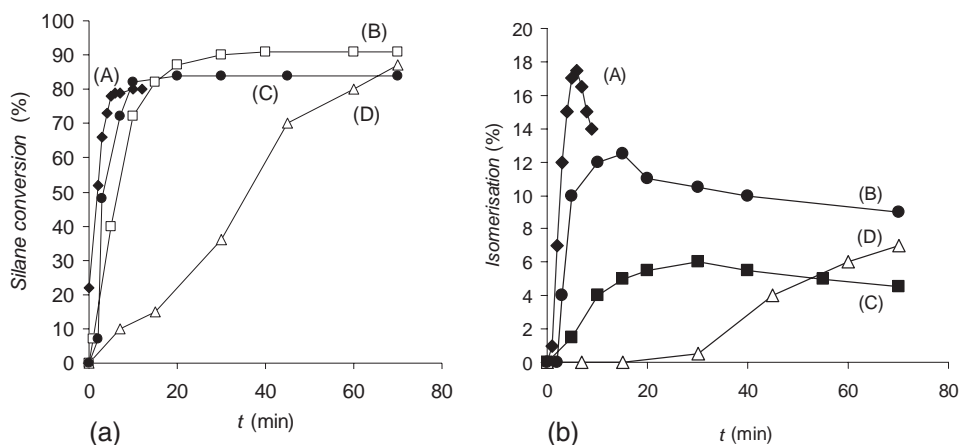 100
90
80
70
60
50
40
30
20
10
0
Silane conversion (%)
(A)
(B)
(C)
(D)
0 20 40 60 80
t (min)
(a)
20
18
16
14
12
10
8
6
4
2
0
Isomerisation (%)
(A)
(B)
(D)
(C)
0 20 40 60 80
t (min)
(b)